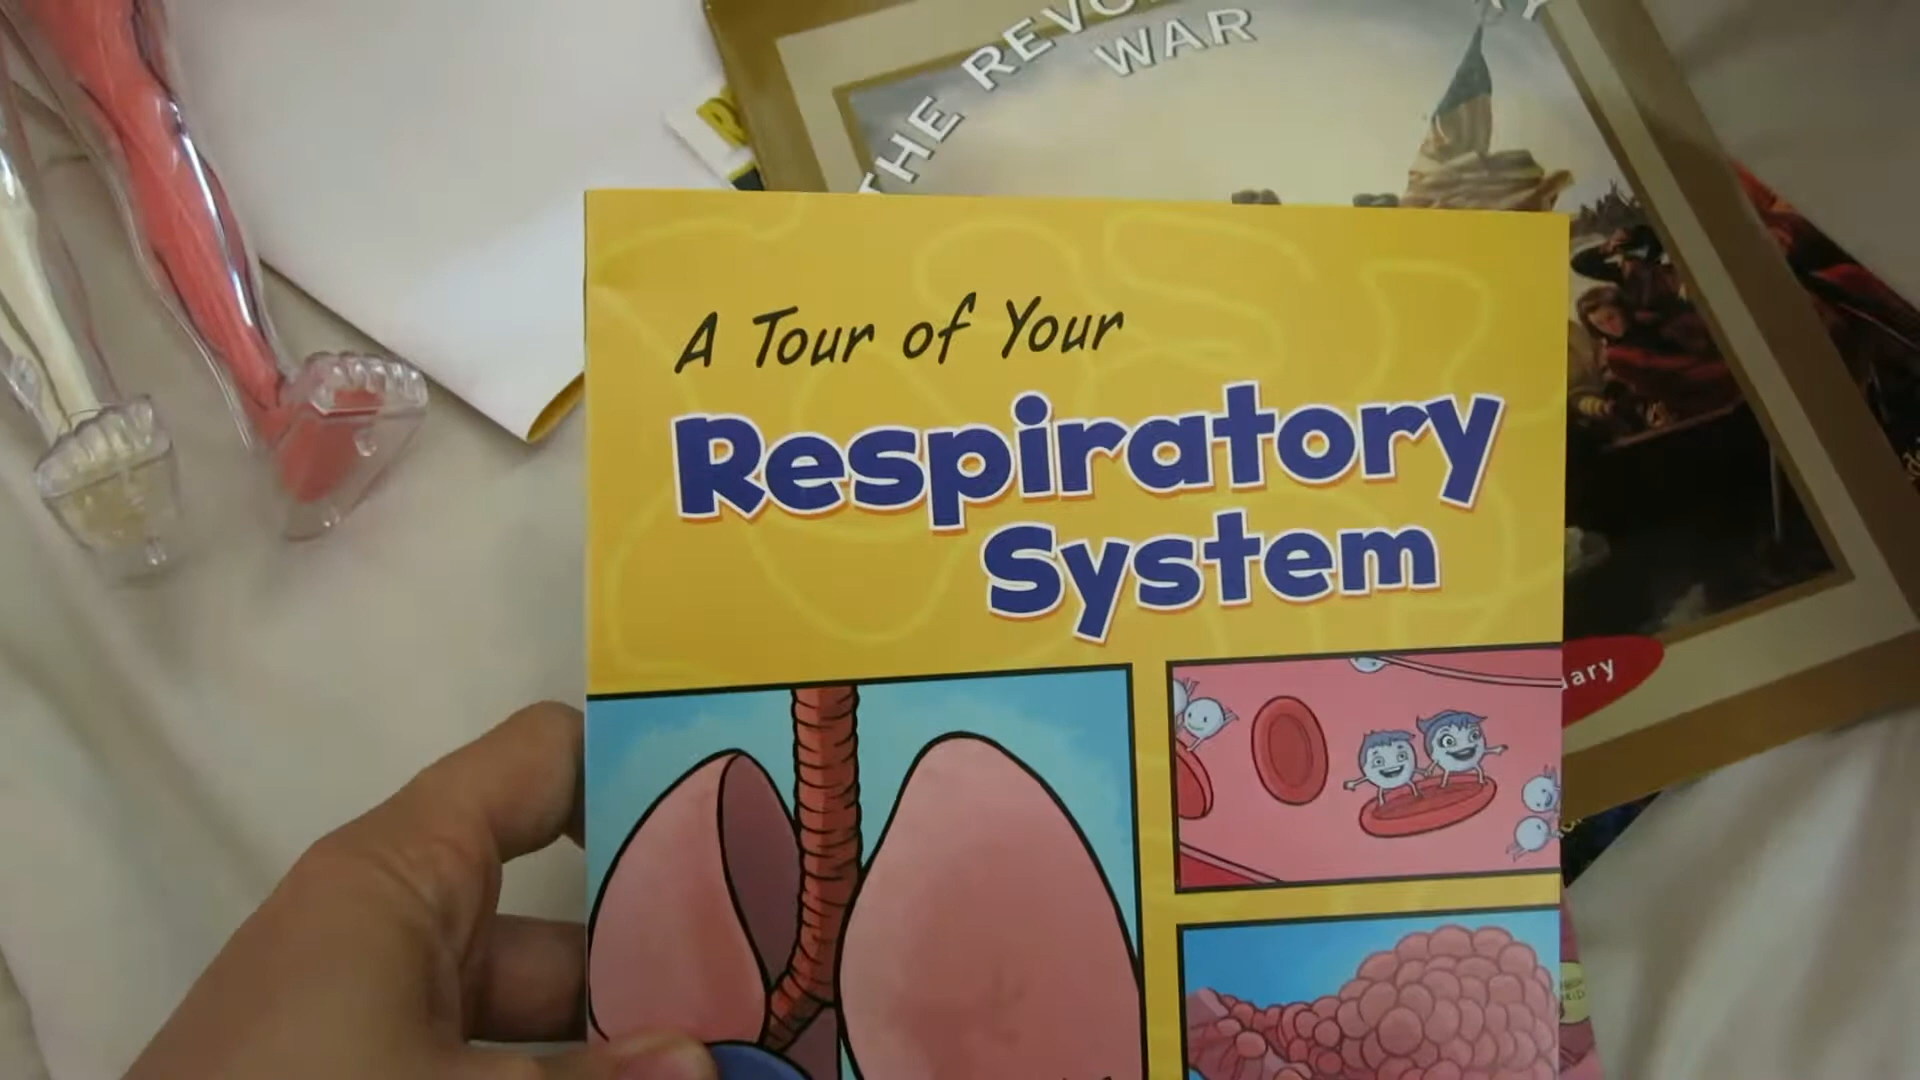 THE REVO
WAR
A Tour of Your
Respiratory
System
ary